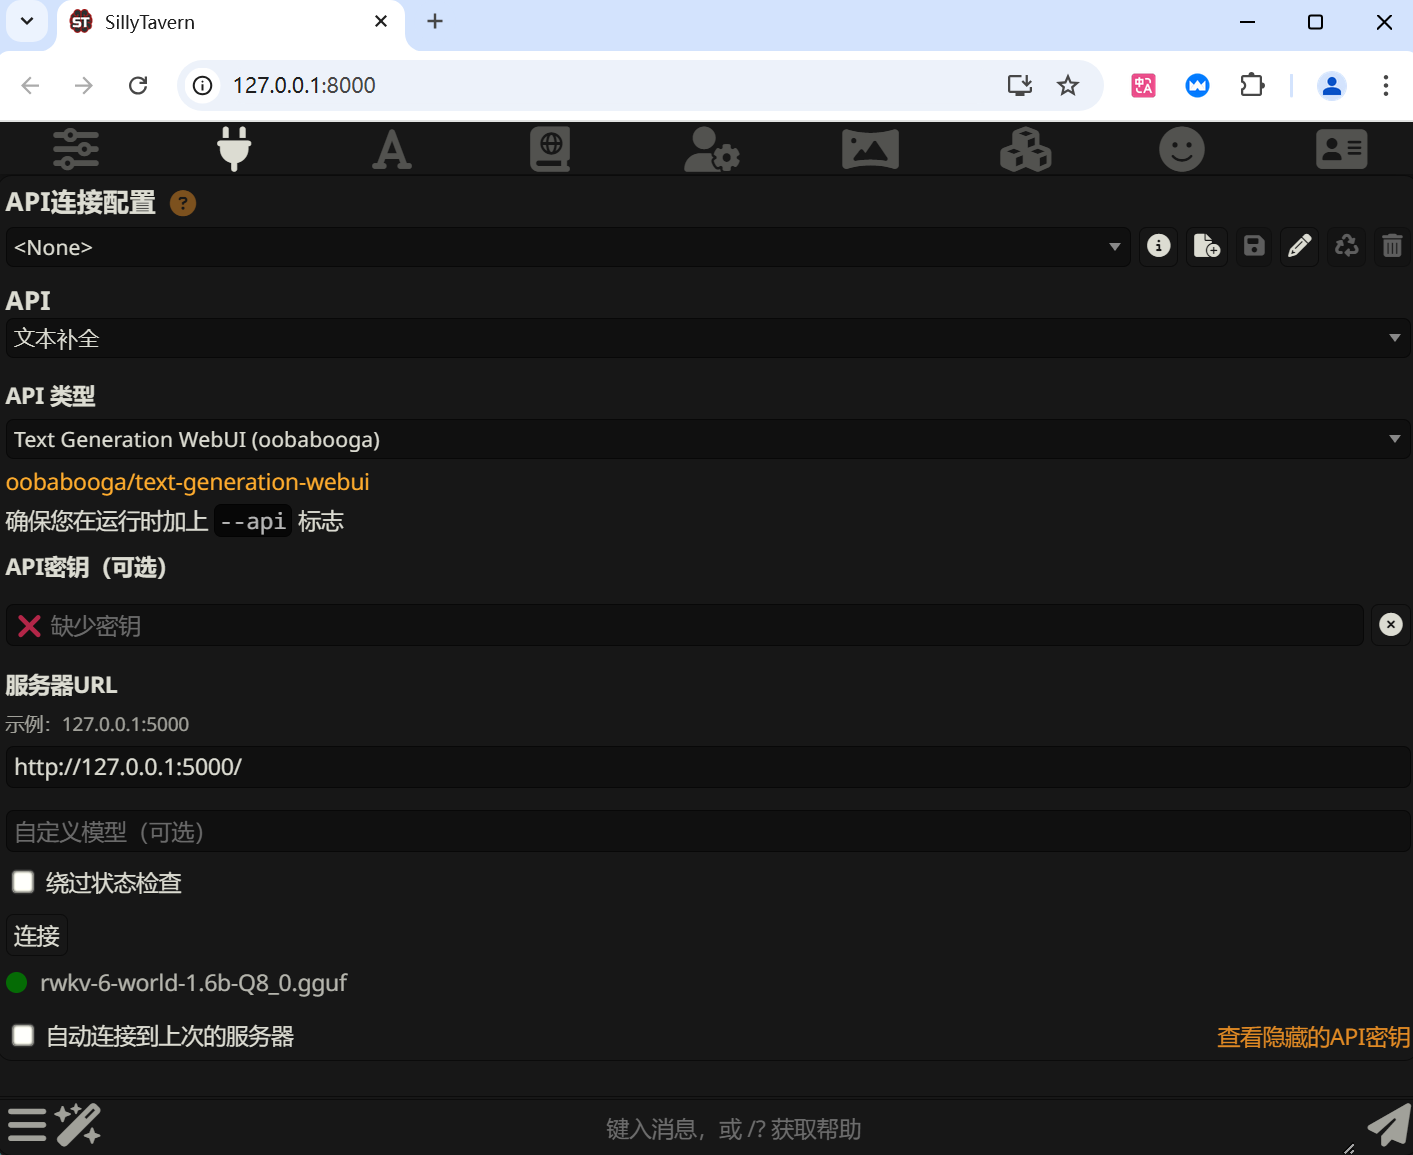 SillyTavern
127.0.0.1:8000
API连接配置
<None>
API
文本补全
API 类型
Text Generation WebUI (oobabooga)
oobabooga/text-generation-webui
确保您在运行时加上 --api 标志
API密钥（可选）
❌ 缺少密钥
服务器URL
示例：127.0.0.1:5000
http://127.0.0.1:5000/
自定义模型（可选）
绕过状态检查
连接
rwkv-6-world-1.6b-Q8_0.gguf
自动连接到上次的服务器
查看隐藏的API密钥
键入消息，或 /? 获取帮助